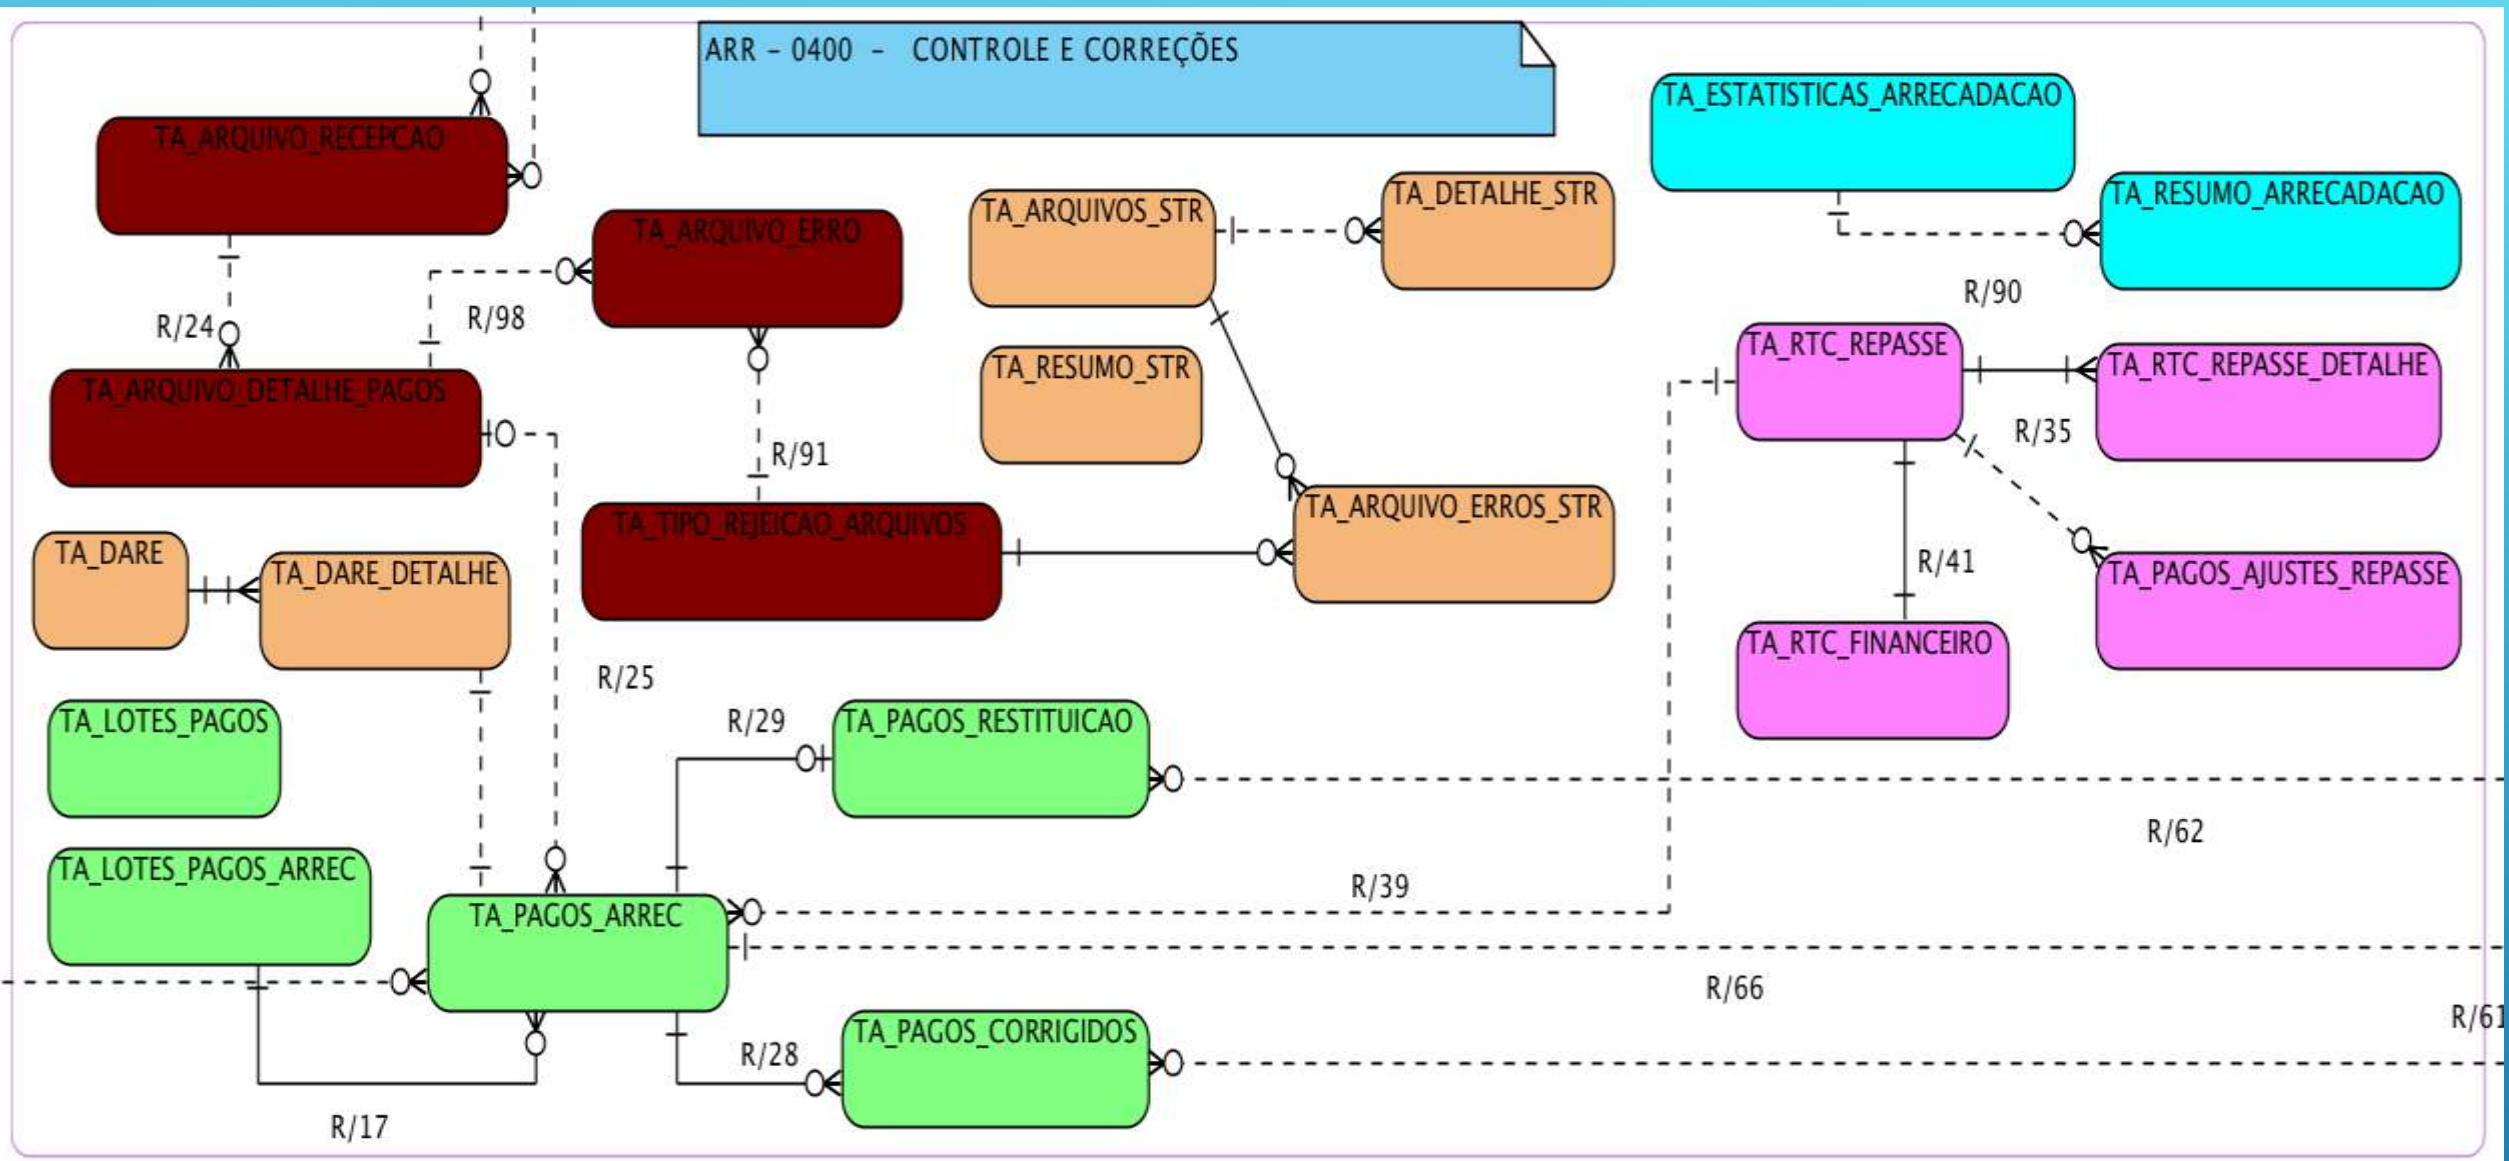 ARR - 0400 - CONTROLE E CORREÇÕES
TA_ESTATISTICAS_ARRECADACAO
TA_ARQUIVO_RECEPCAO
TA_ARQUIVO_ERRO
TA_ARQUIVOS_STR
TA_DETALHE_STR
TA_RESUMO_ARRECADACAO
R/24
R/98
R/90
TA_ARQUIVO_DETALHE_PAGOS
TA_RESUMO_STR
TA_RTC_REPASSE
TA_RTC_REPASSE_DETALHE
R/91
R/35
TA_TIPO_REJEICAO_ARQUIVOS
TA_ARQUIVO_ERROS_STR
TA_DARE
TA_DARE_DETALHE
R/41
TA_PAGOS_AJUSTES_REPASSE
TA_RTC_FINANCEIRO
R/25
TA_LOTES_PAGOS
R/29
TA_PAGOS_RESTITUICAO
R/62
TA_LOTES_PAGOS_ARREC
R/39
TA_PAGOS_ARREC
R/66
R/61
TA_PAGOS_CORRIGIDOS
R/28
R/17